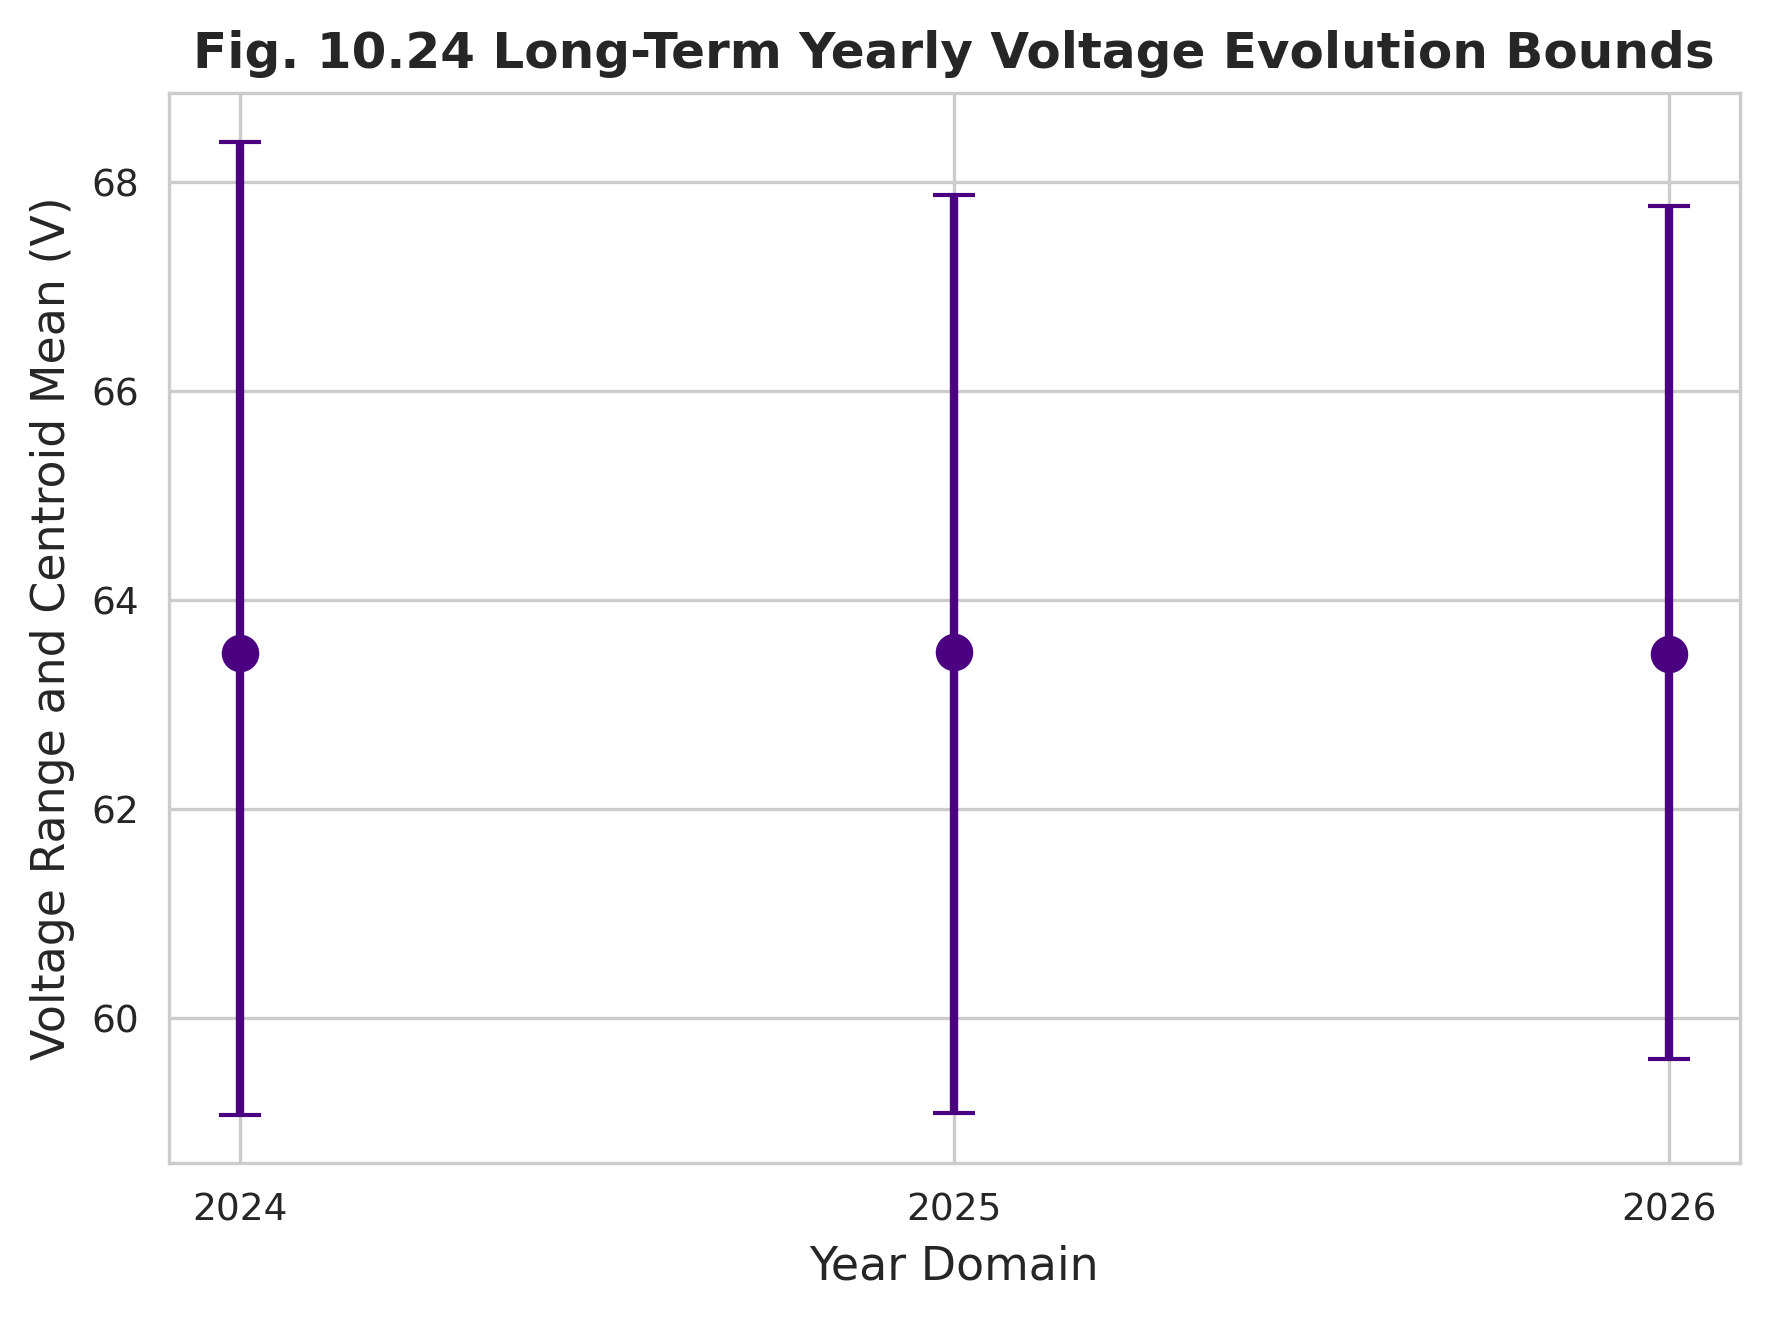 Fig. 10.24 Long-Term Yearly Voltage Evolution Bounds
Voltage Range and Centroid Mean (V)
68
66
64
62
60
2024
2025
2026
Year Domain